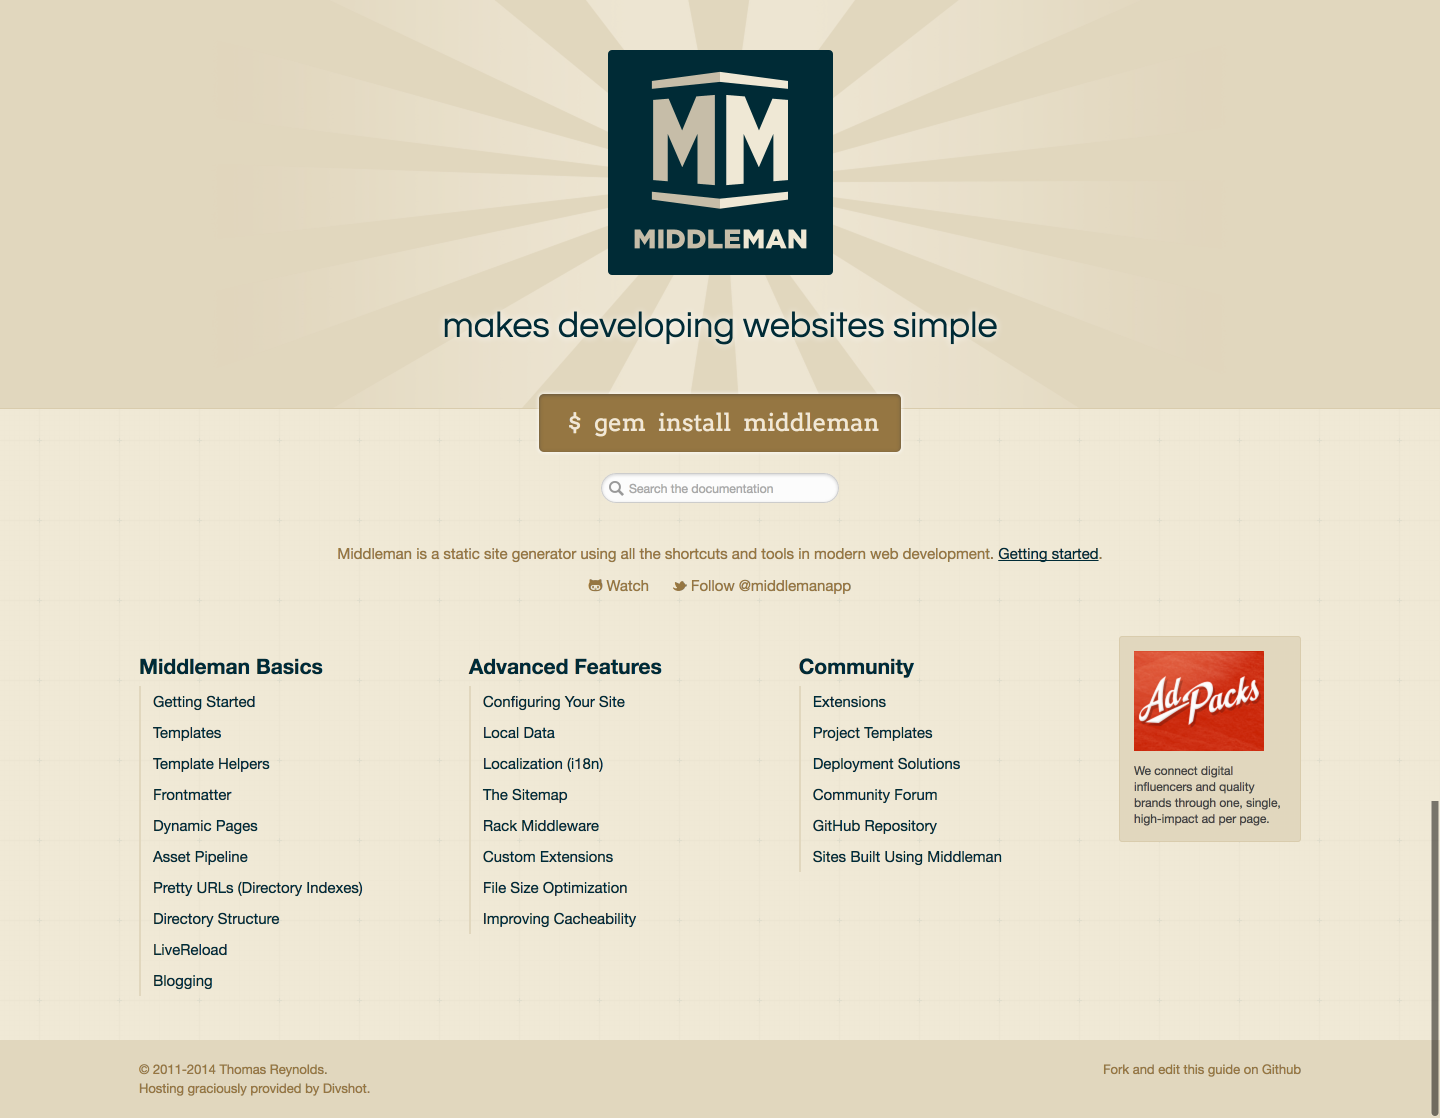 MM
MIDDLEMAN
makes developing websites simple
$ gem install middleman
Search the documentation
Middleman is a static site generator using all the shortcuts and tools in modern web development. Getting started.
Watch Follow @middlemanapp
Middleman Basics
Getting Started
Templates
Template Helpers
Frontmatter
Dynamic Pages
Asset Pipeline
Pretty URLs (Directory Indexes)
Directory Structure
LiveReload
Blogging
Advanced Features
Configuring Your Site
Local Data
Localization (i18n)
The Sitemap
Rack Middleware
Custom Extensions
File Size Optimization
Improving Cacheability
Community
Extensions
Project Templates
Deployment Solutions
Community Forum
GitHub Repository
Sites Built Using Middleman
Ad Packs
We connect digital
influencers and quality
brands through one, single,
high-impact ad per page.
© 2011-2014 Thomas Reynolds.
Hosting graciously provided by Divshot.
Fork and edit this guide on Github